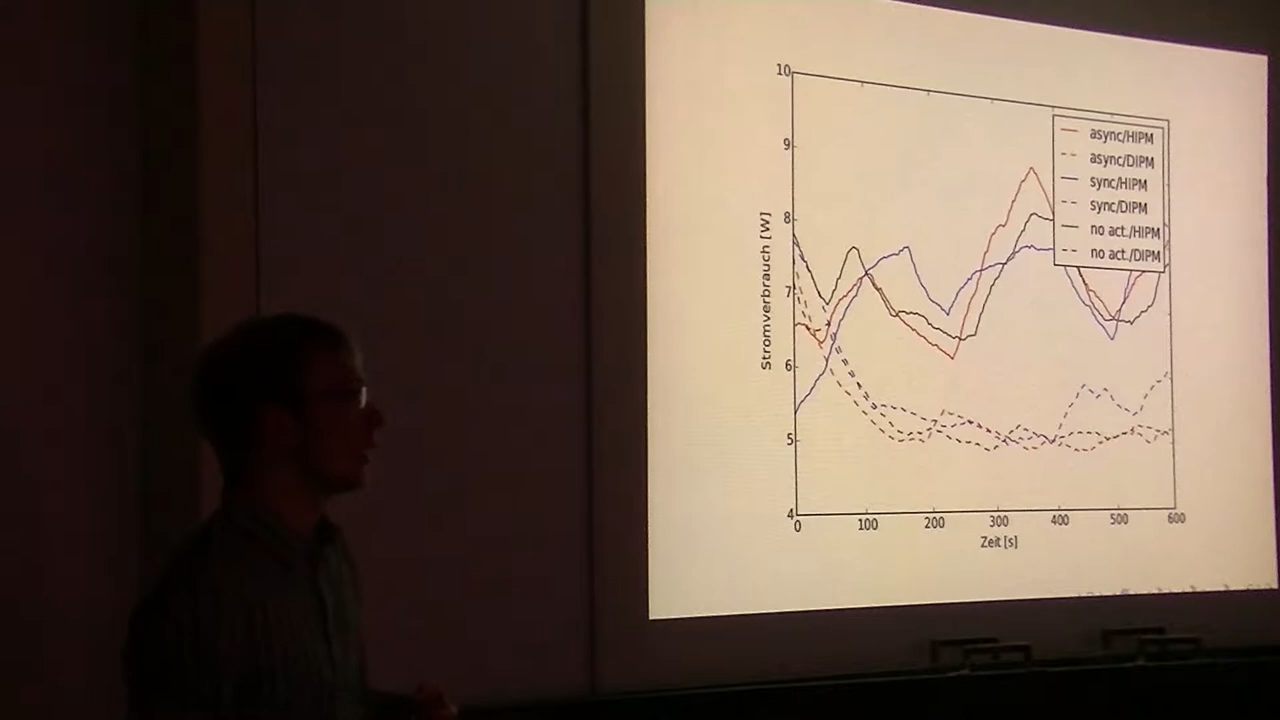 10
9
8
7
6
5
4
Stromverbrauch [W]
0 100 200 300 400 500 600
Zeit [s]
async/HIPM
async/DIPM
sync/HIPM
sync/DIPM
no act./HIPM
no act./DIPM